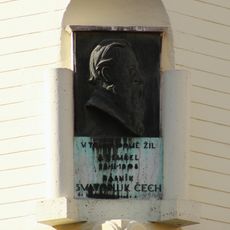 V TOMTO DOMĚ ŽIL
A ZEMŘEL
BÁSNÍK
SVATOPLUK ČECH